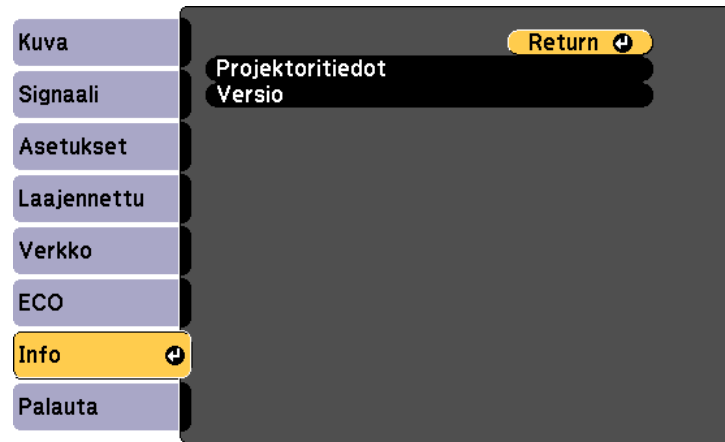 Kuva
Signaali
Asetukset
Laajennettu
Verkko
ECO
Info
Palauta
Return
Projektoritiedot
Versio